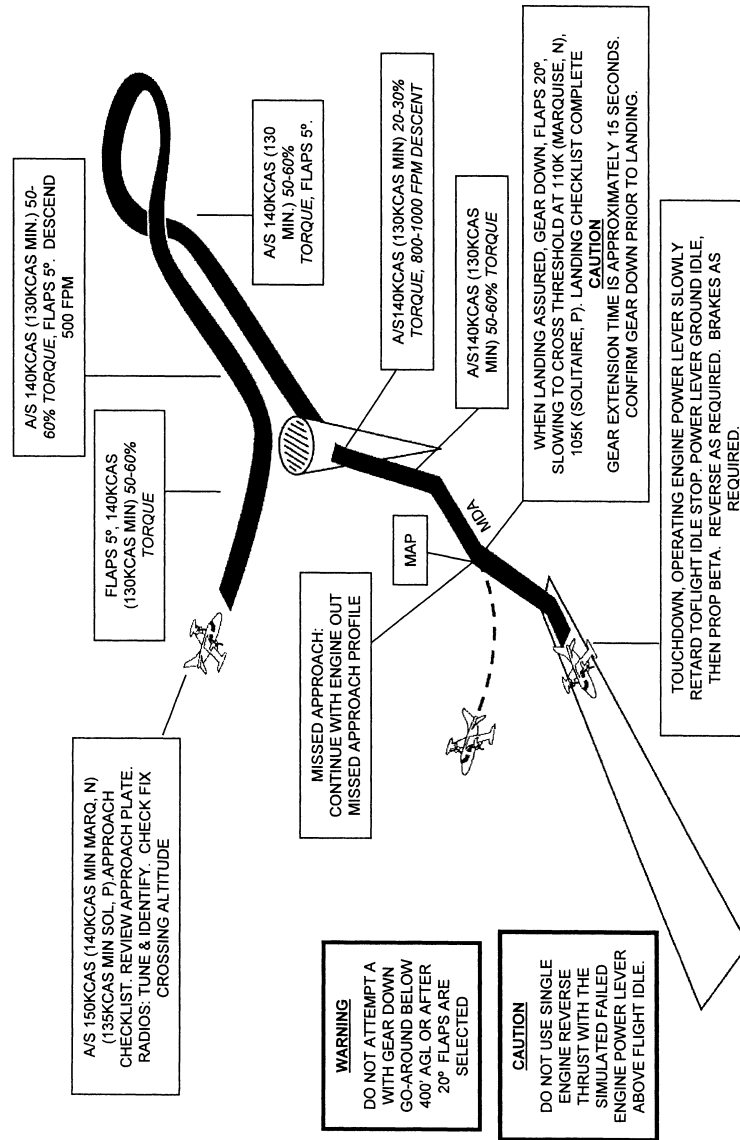 A/S 150KCAS (140KCAS MIN MARQ, N)
(135KCAS MIN SOL, P).APPROACH
CHECKLIST. REVIEW APPROACH PLATE.
RADIOS: TUNE & IDENTIFY. CHECK FIX
CROSSING ALTITUDE
FLAPS 5º, 140KCAS
(130KCAS MIN) 50-60%
TORQUE
A/S 140KCAS (130KCAS MIN.) 50-
60% TORQUE, FLAPS 5º. DESCEND
500 FPM
A/S 140KCAS (130
MIN.) 50-60%
TORQUE, FLAPS 5º.
A/S140KCAS (130KCAS MIN) 20-30%
TORQUE, 800-1000 FPM DESCENT
A/S140KCAS (130KCAS
MIN) 50-60% TORQUE
MISSED APPROACH:
CONTINUE WITH ENGINE OUT
MISSED APPROACH PROFILE
MAP
MDA
WHEN LANDING ASSURED, GEAR DOWN, FLAPS 20º,
SLOWING TO CROSS THRESHOLD AT 110K (MARQUISE, N),
105K (SOLITAIRE, P). LANDING CHECKLIST COMPLETE
CAUTION
GEAR EXTENSION TIME IS APPROXIMATELY 15 SECONDS.
CONFIRM GEAR DOWN PRIOR TO LANDING.
WARNING
DO NOT ATTEMPT A
WITH GEAR DOWN
GO-AROUND BELOW
400' AGL OR AFTER
20º FLAPS ARE
SELECTED
CAUTION
DO NOT USE SINGLE
ENGINE REVERSE
THRUST WITH THE
SIMULATED FAILED
ENGINE POWER LEVER
ABOVE FLIGHT IDLE.
TOUCHDOWN, OPERATING ENGINE POWER LEVER SLOWLY
RETARD TOFLIGHT IDLE STOP. POWER LEVER GROUND IDLE,
THEN PROP BETA. REVERSE AS REQUIRED. BRAKES AS
REQUIRED.